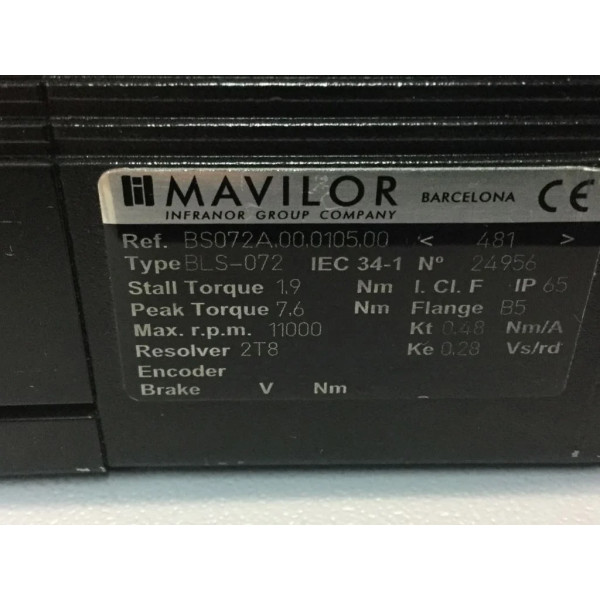 MAVILOR BARCELONA CE
INFRANOR GROUP COMPANY
Ref. BS072A.00.0105.00 < 481 >
Type BLS-072 IEC 34-1 Nº 24956
Stall Torque 1.9 Nm I. Cl. F IP 65
Peak Torque 7.6 Nm Flange B5
Max. r.p.m. 11000 Kt 0.48 Nm/A
Resolver 2T8 Ke 0.28 Vs/rd
Encoder
Brake V Nm